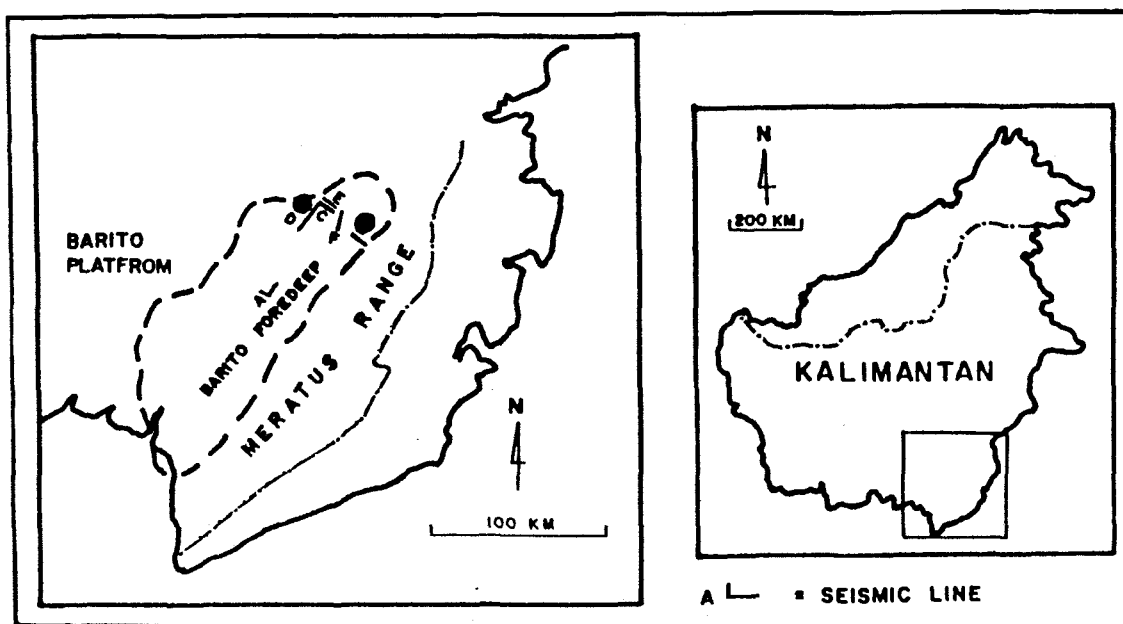 BARITO
PLATFROM
D
C
E
F
A
BARITO FOREDEEP
MERATUS RANGE
N
100 KM
N
200 KM
KALIMANTAN
A = SEISMIC LINE